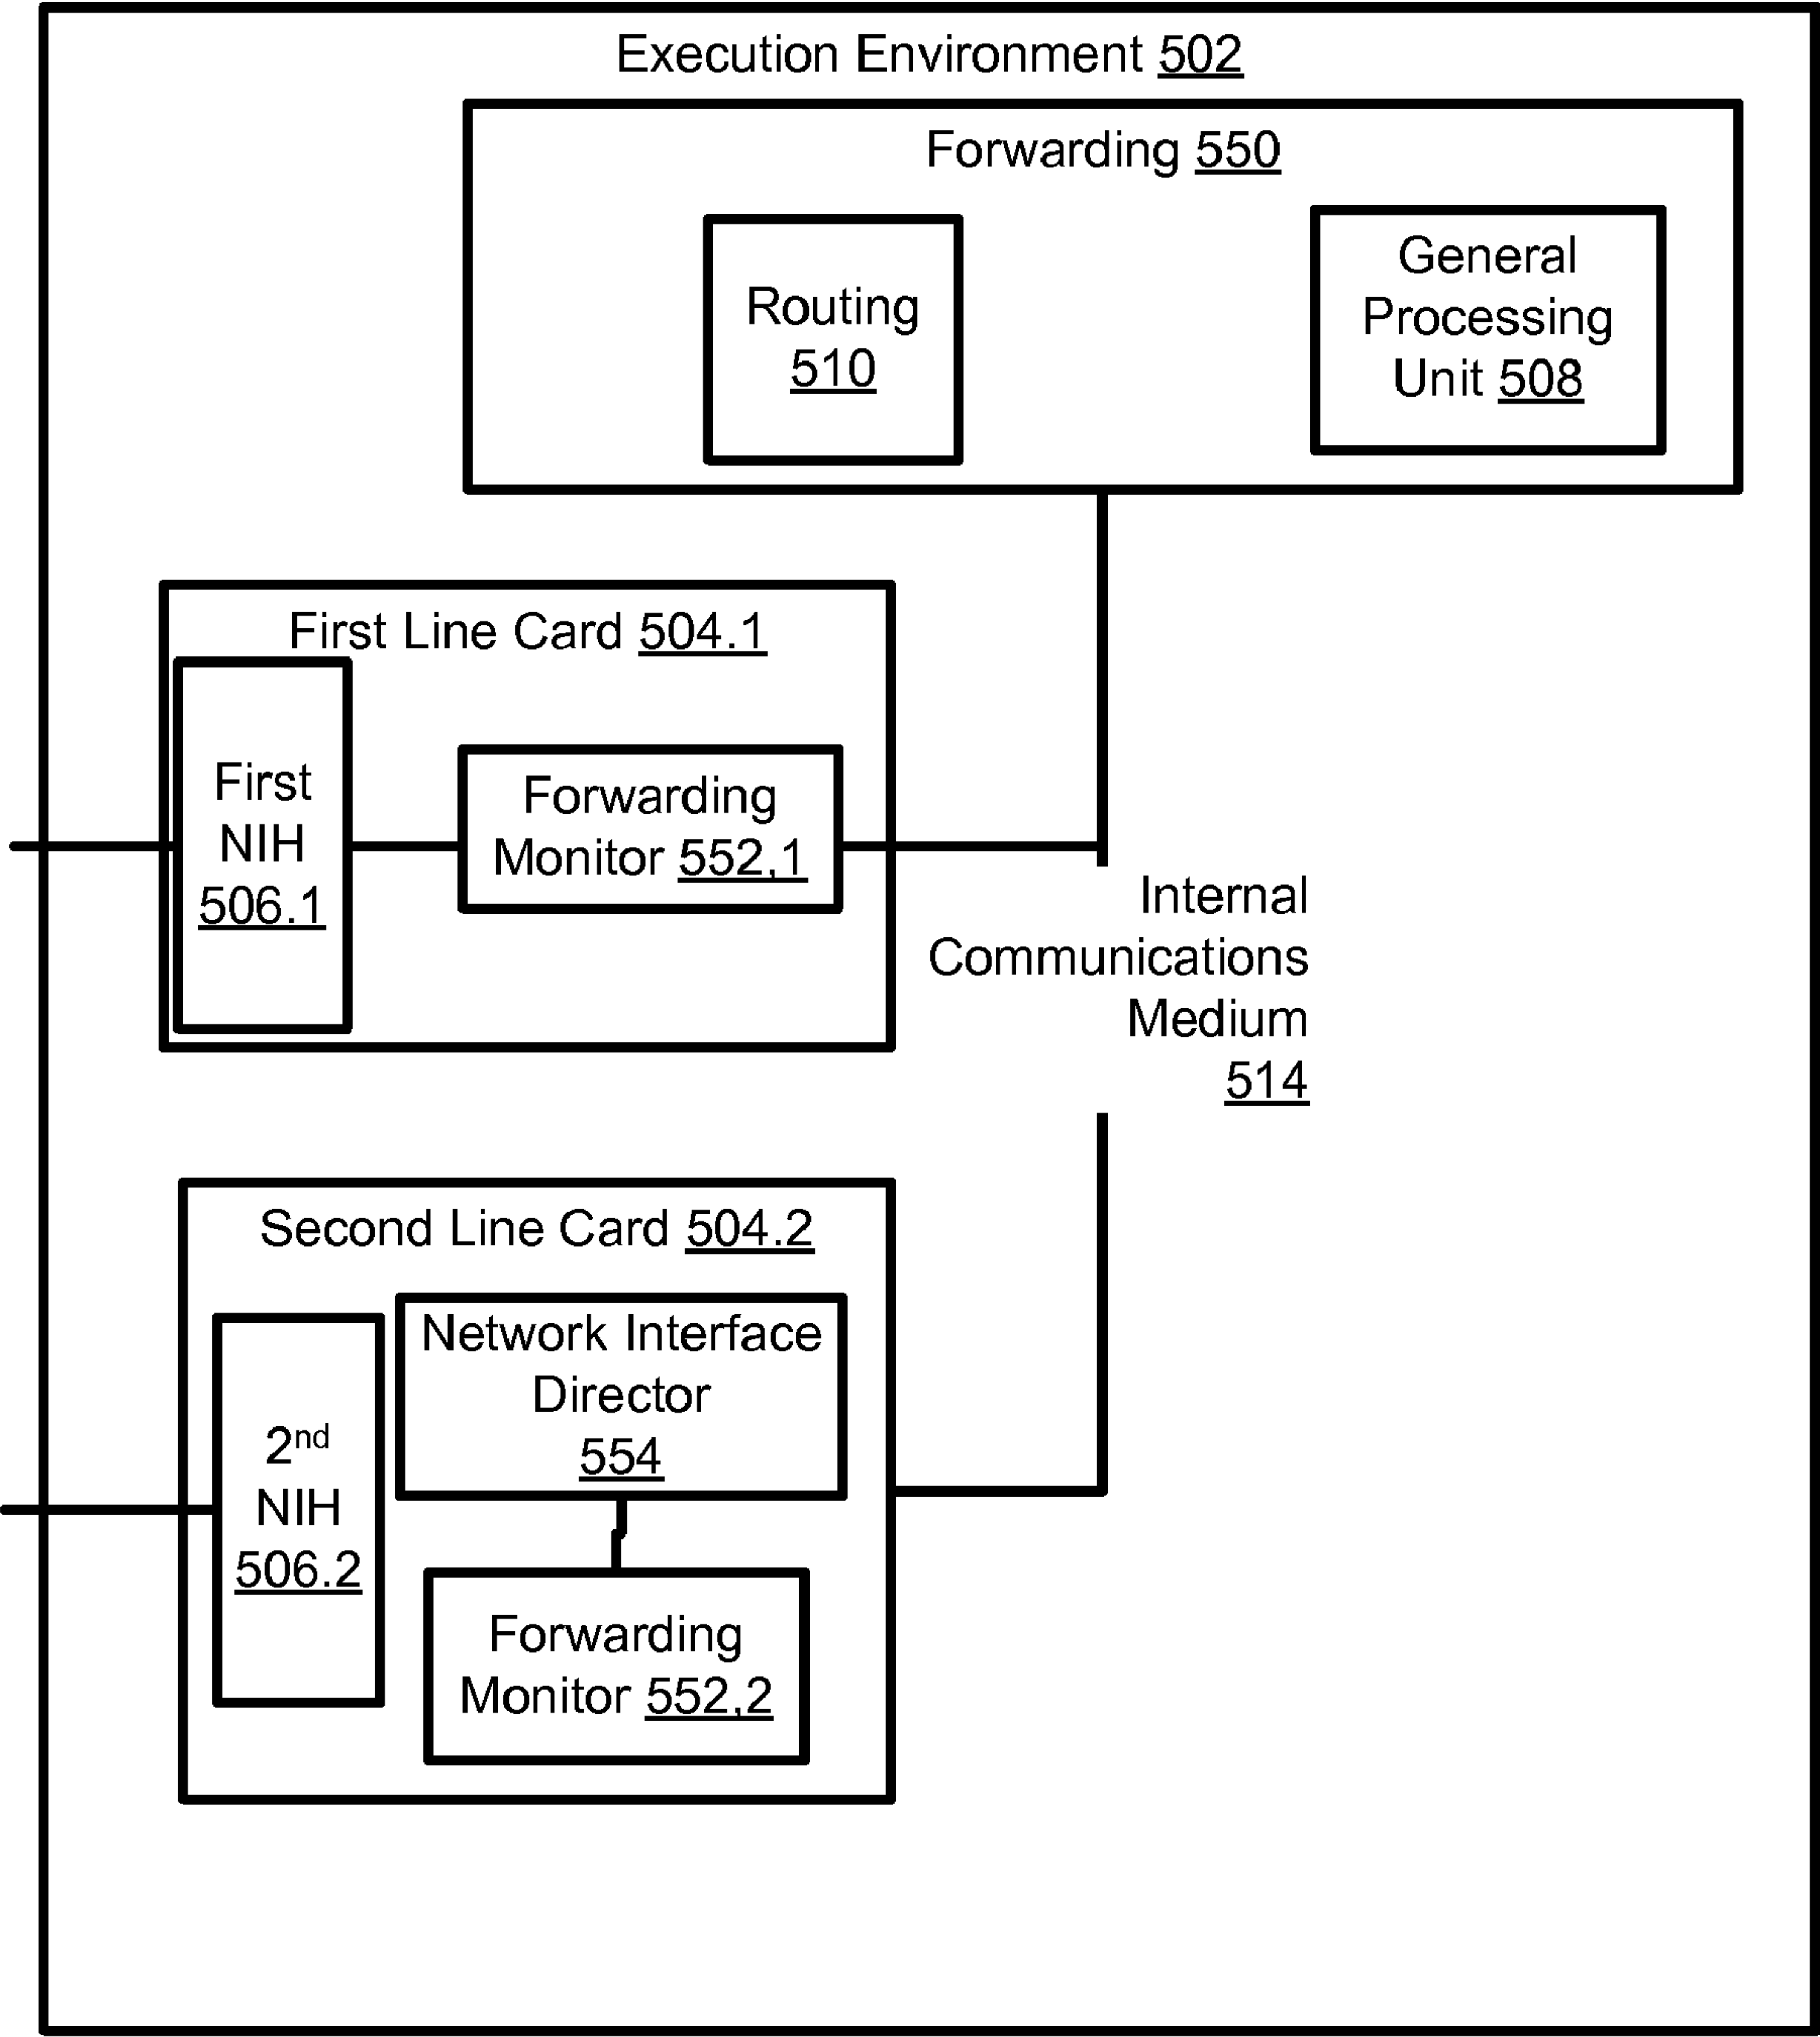 Execution Environment 502
Forwarding 550
Routing
510
General
Processing
Unit 508
First Line Card 504.1
First
NIH
506.1
Forwarding
Monitor 552,1
Internal
Communications
Medium
514
Second Line Card 504.2
2nd
NIH
506.2
Network Interface
Director
554
Forwarding
Monitor 552,2